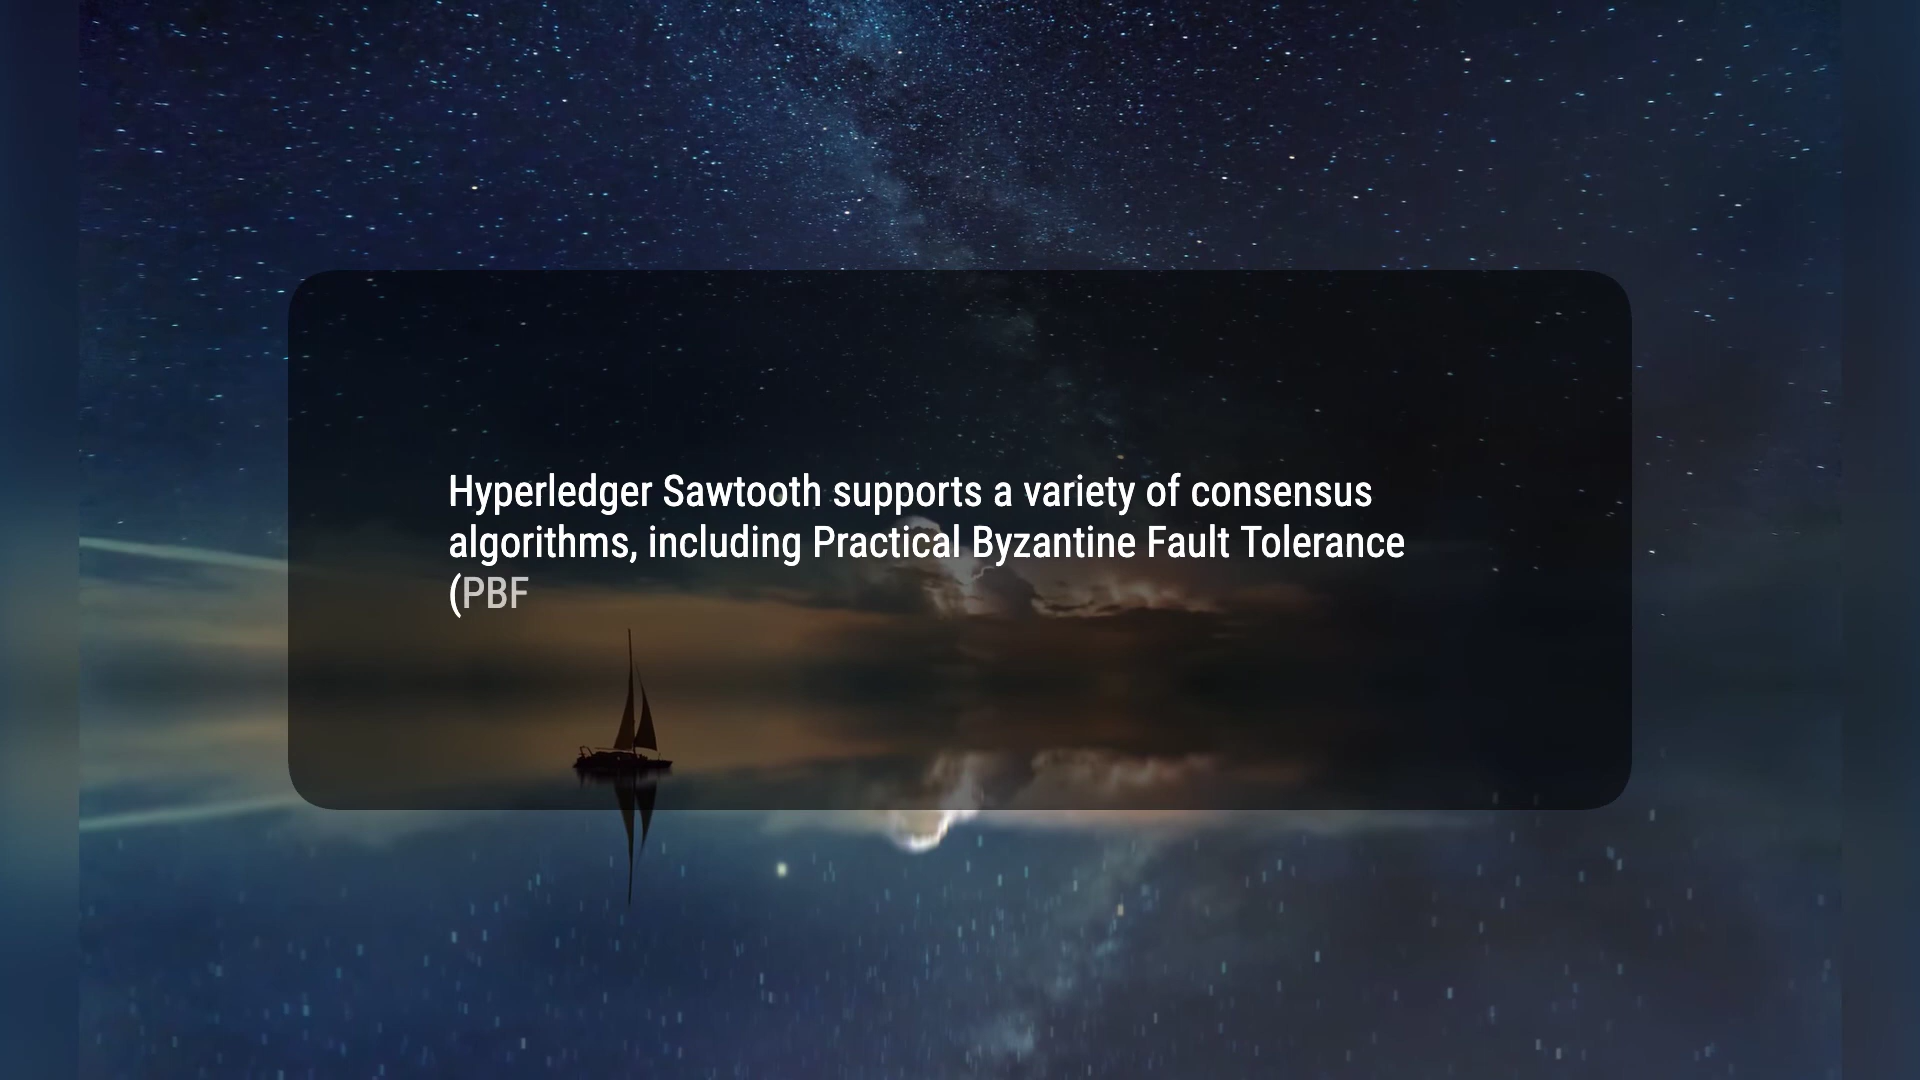 Hyperledger Sawtooth supports a variety of consensus
algorithms, including Practical Byzantine Fault Tolerance
(PBF